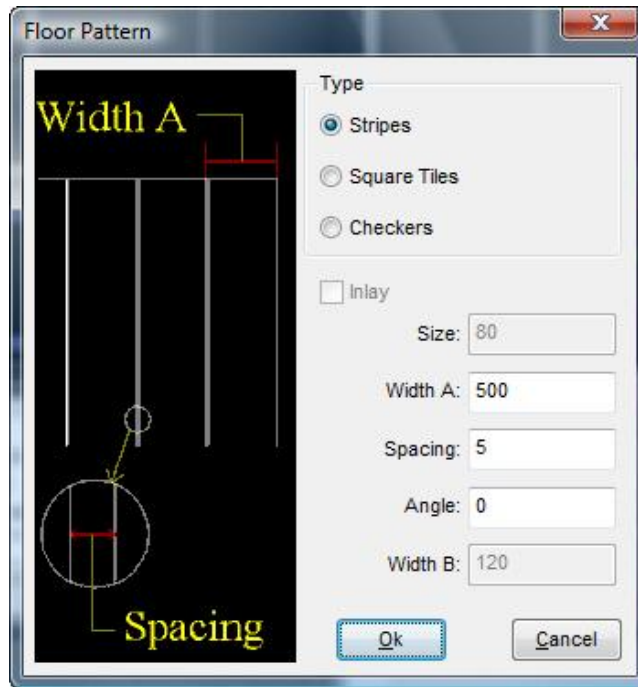 Floor Pattern
Width A
Spacing
Type
Stripes
Square Tiles
Checkers
Inlay
Size: 80
Width A: 500
Spacing: 5
Angle: 0
Width B: 120
Ok
Cancel